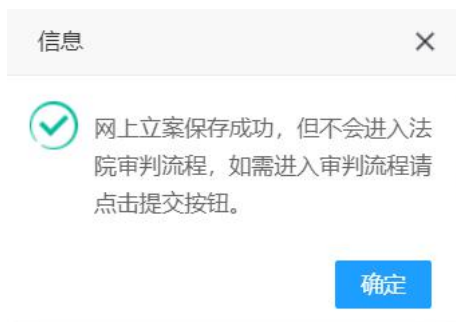 信息
网上立案保存成功，但不会进入法
院审判流程，如需进入审判流程请
点击提交按钮。
确定